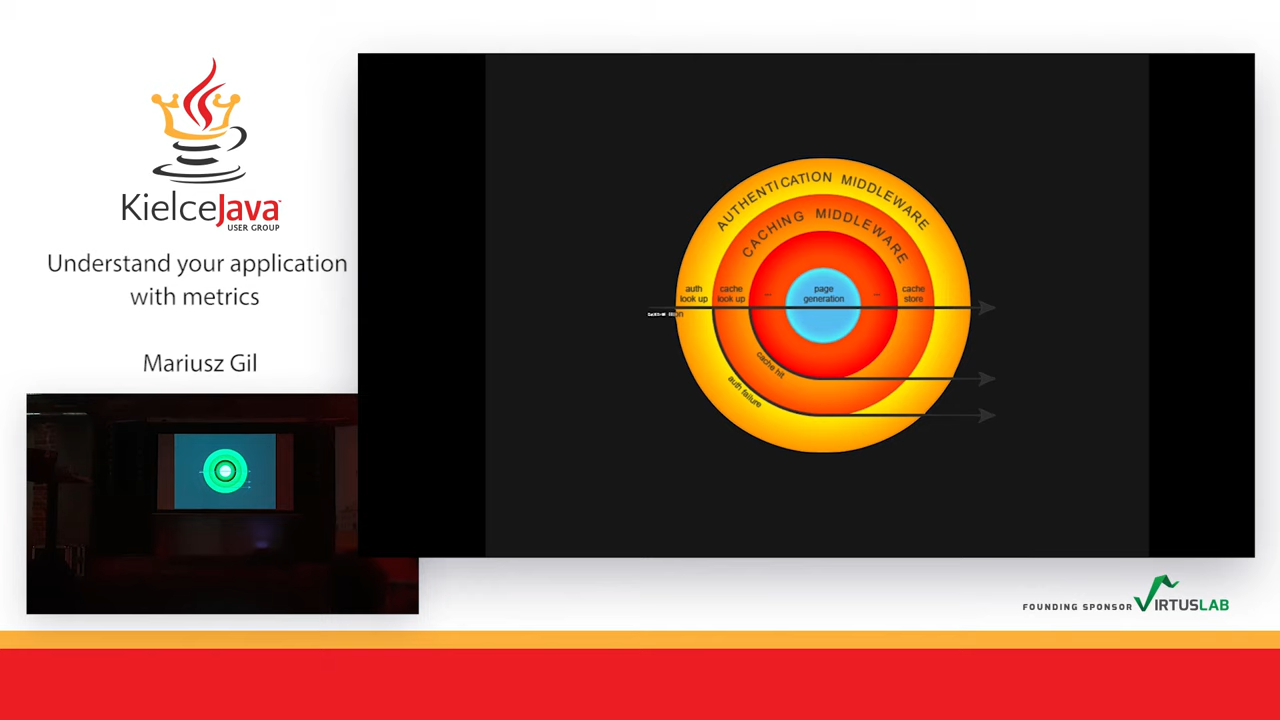 KielceJava
USER GROUP
Understand your application
with metrics
Mariusz Gil
AUTHENTICATION MIDDLEWARE
CACHING MIDDLEWARE
auth
look up
cache
look up
...
page
generation
...
cache
store
cache hit
auth failure
FOUNDING SPONSOR VIRTUSLAB